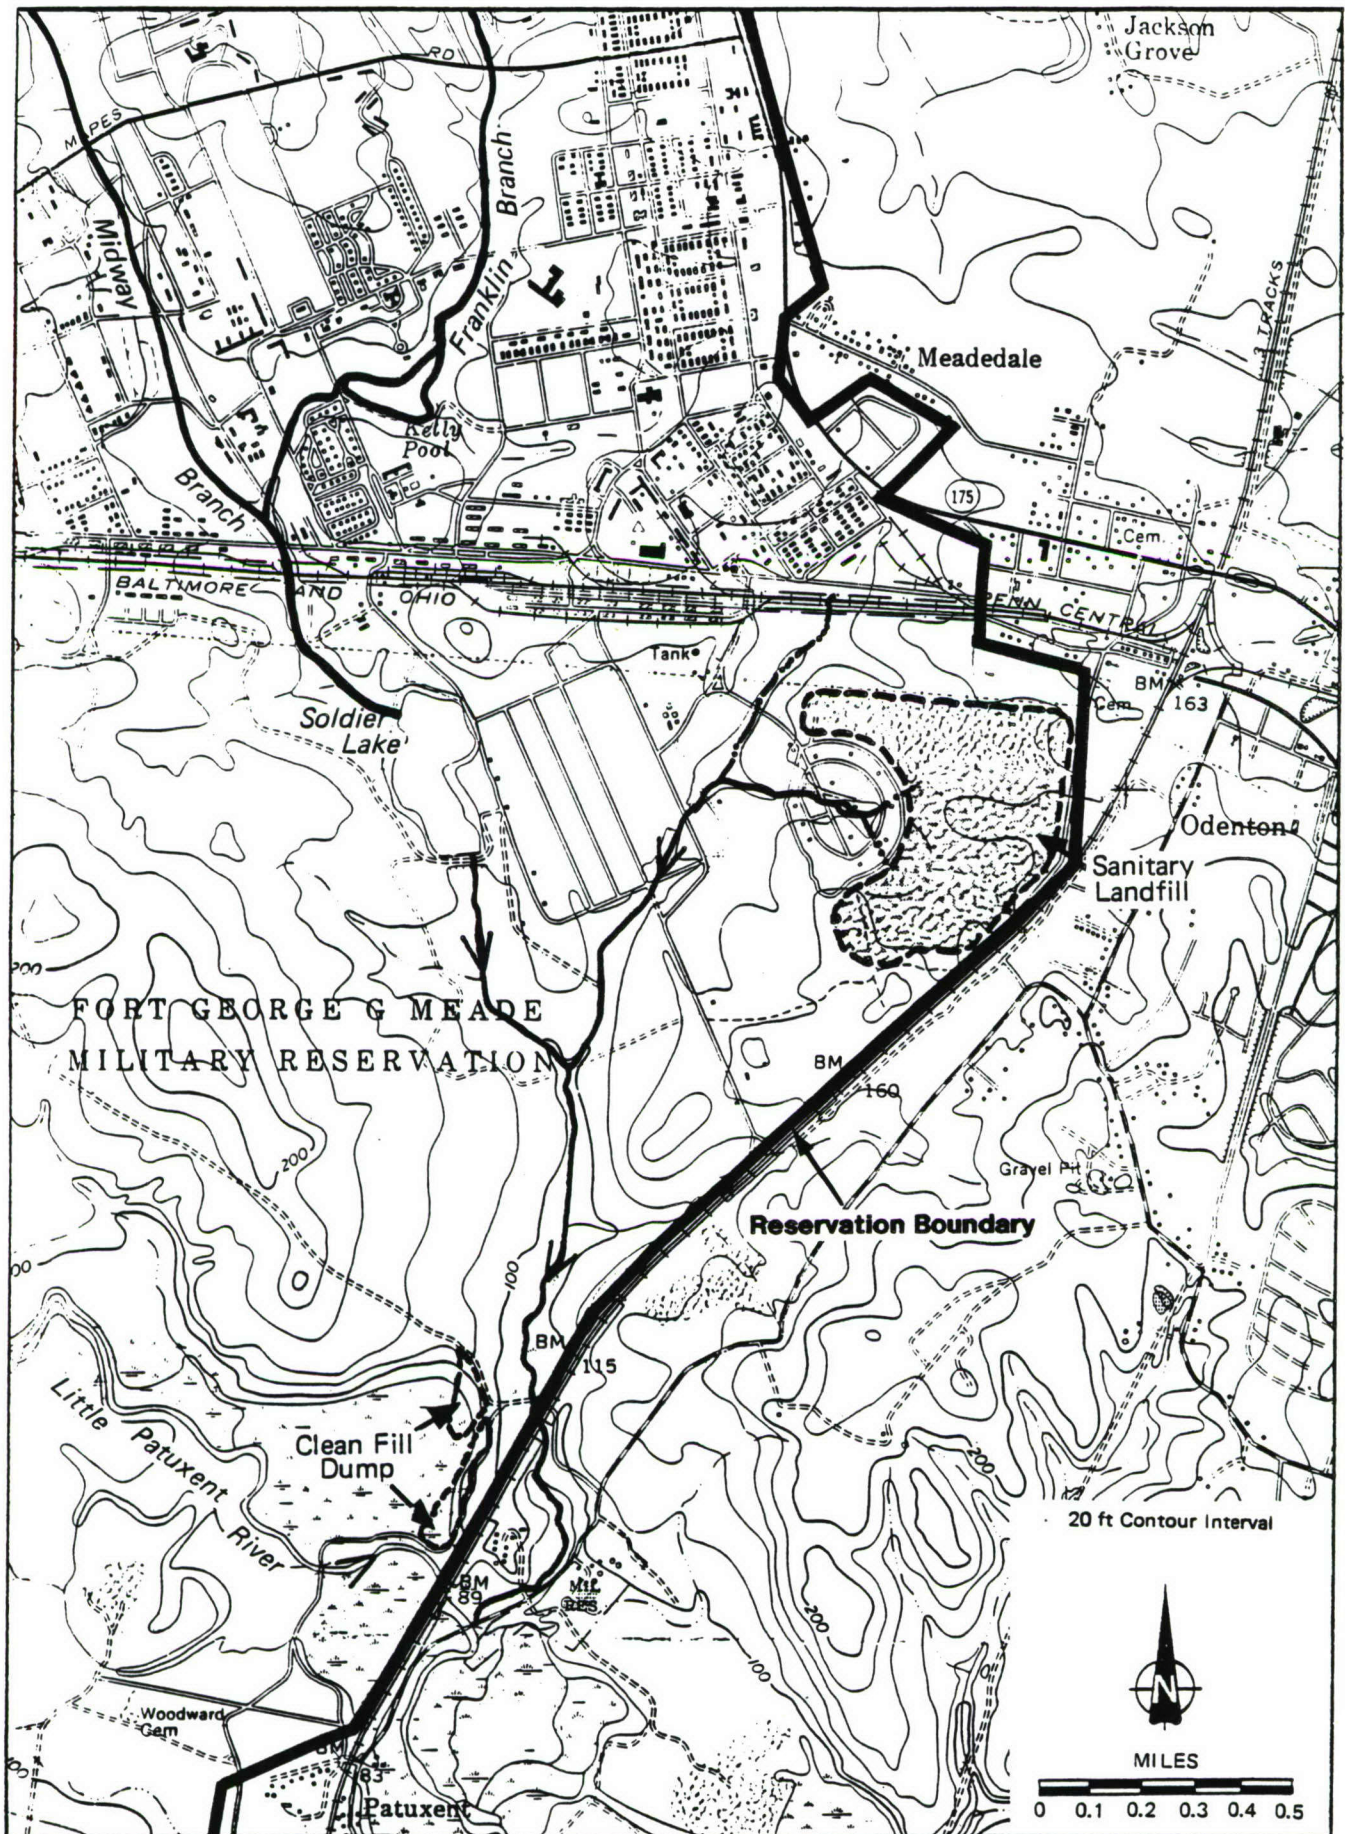 Jackson
Grove
RD
MAPES
Branch
Midway
Franklin
TRACKS
Meadedale
Kelly
Pool
Branch
175
Cem.
BALTIMORE AND OHIO
PENN CENTRAL
Tank
BM
163
Cem
Soldier
Lake
Odenton
Sanitary
Landfill
200
FORT GEORGE G MEADE
MILITARY RESERVATION
BM
160
200
Gravel Pit
Reservation Boundary
100
BM
115
Little Patuxent River
Clean Fill
Dump
200
20 ft Contour Interval
BM
89
MIL
RES
200
100
N
Woodward
Cem
BM
83
Patuxent
MILES
0 0.1 0.2 0.3 0.4 0.5